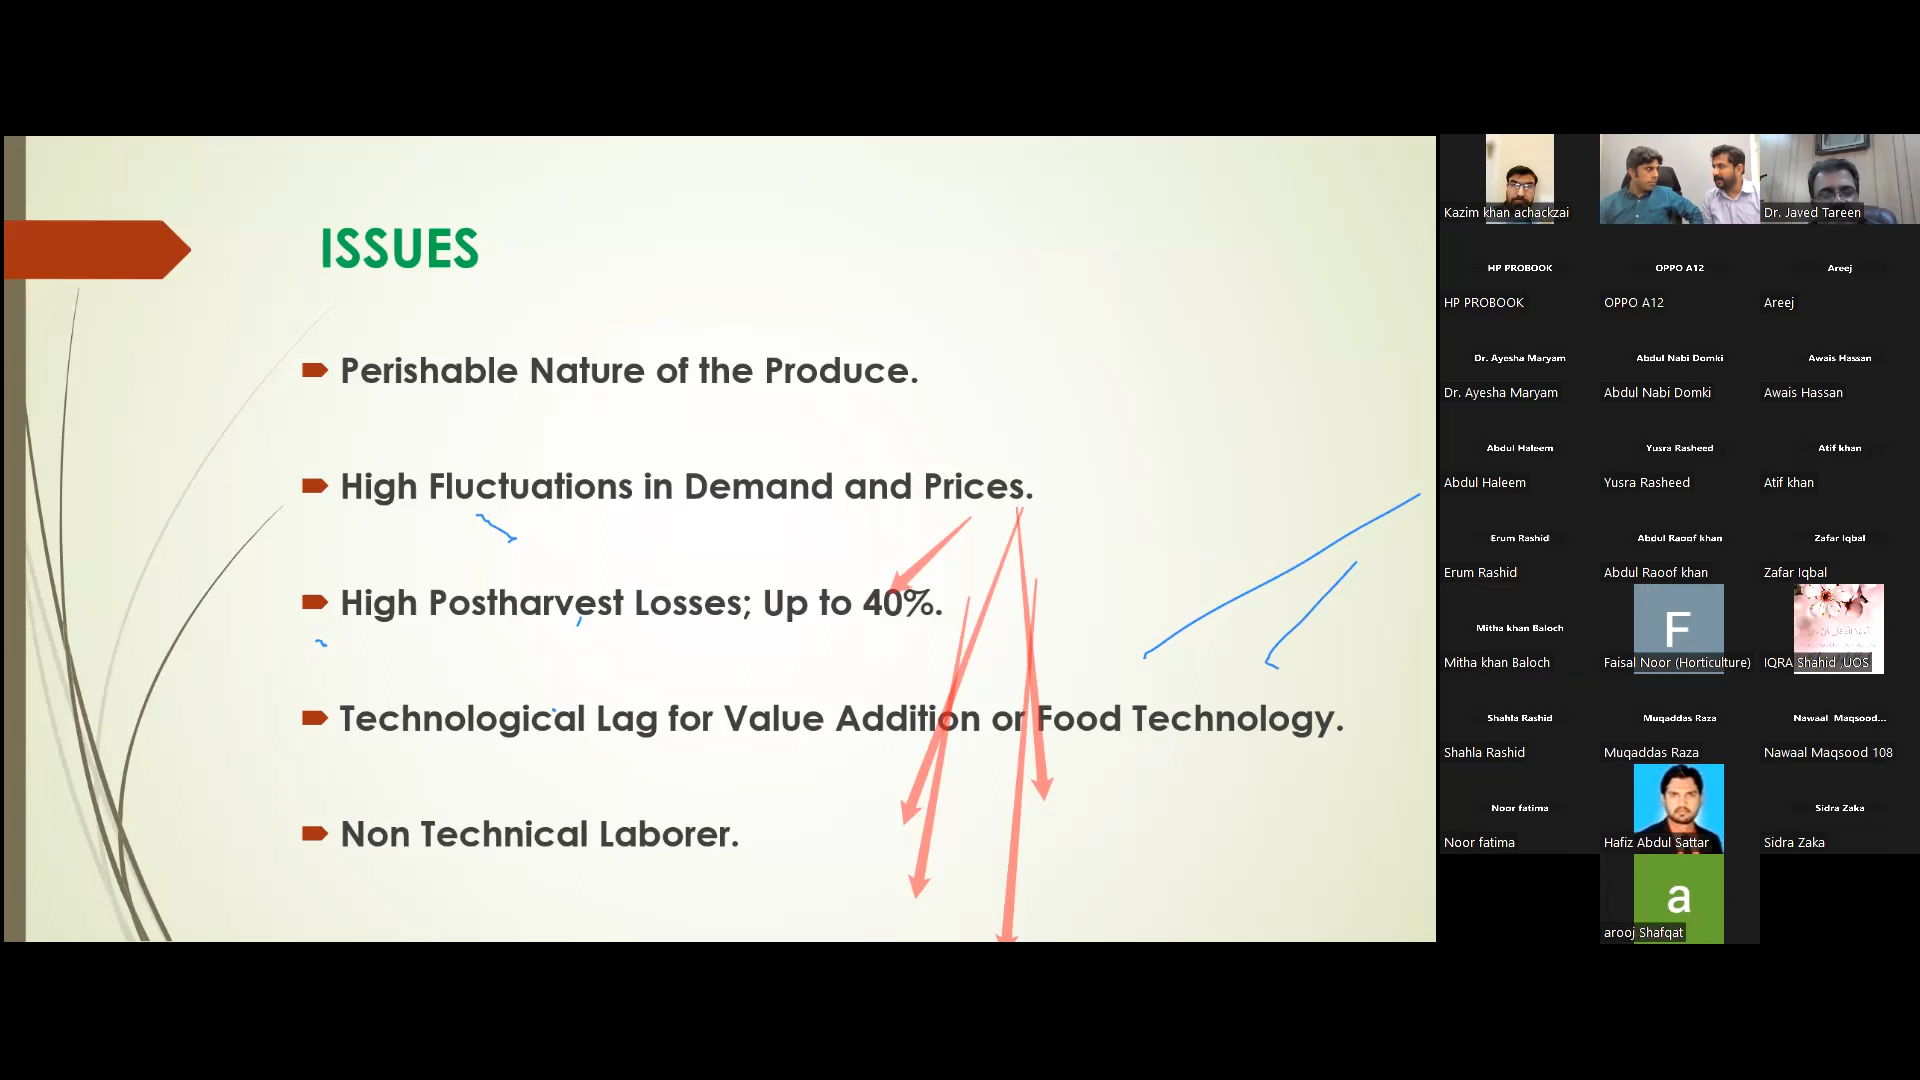 ISSUES
Perishable Nature of the Produce.
High Fluctuations in Demand and Prices.
High Postharvest Losses; Up to 40%.
Technological Lag for Value Addition or Food Technology.
Non Technical Laborer.
Kazim khan achackzai
Dr. Javed Tareen
HP PROBOOK
OPPO A12
Areej
HP PROBOOK
OPPO A12
Areej
Dr. Ayesha Maryam
Abdul Nabi Domki
Awais Hassan
Dr. Ayesha Maryam
Abdul Nabi Domki
Awais Hassan
Abdul Haleem
Yusra Rasheed
Atif khan
Abdul Haleem
Yusra Rasheed
Atif khan
Erum Rashid
Abdul Raoof khan
Zafar Iqbal
Erum Rashid
Abdul Raoof khan
Zafar Iqbal
Mitha khan Baloch
F
Mitha khan Baloch
Faisal Noor (Horticulture)
IQRA Shahid ,UOS
Shahla Rashid
Muqaddas Raza
Nawaal Maqsood...
Shahla Rashid
Muqaddas Raza
Nawaal Maqsood 108
Noor fatima
Sidra Zaka
Noor fatima
Hafiz Abdul Sattar
Sidra Zaka
a
arooj Shafqat